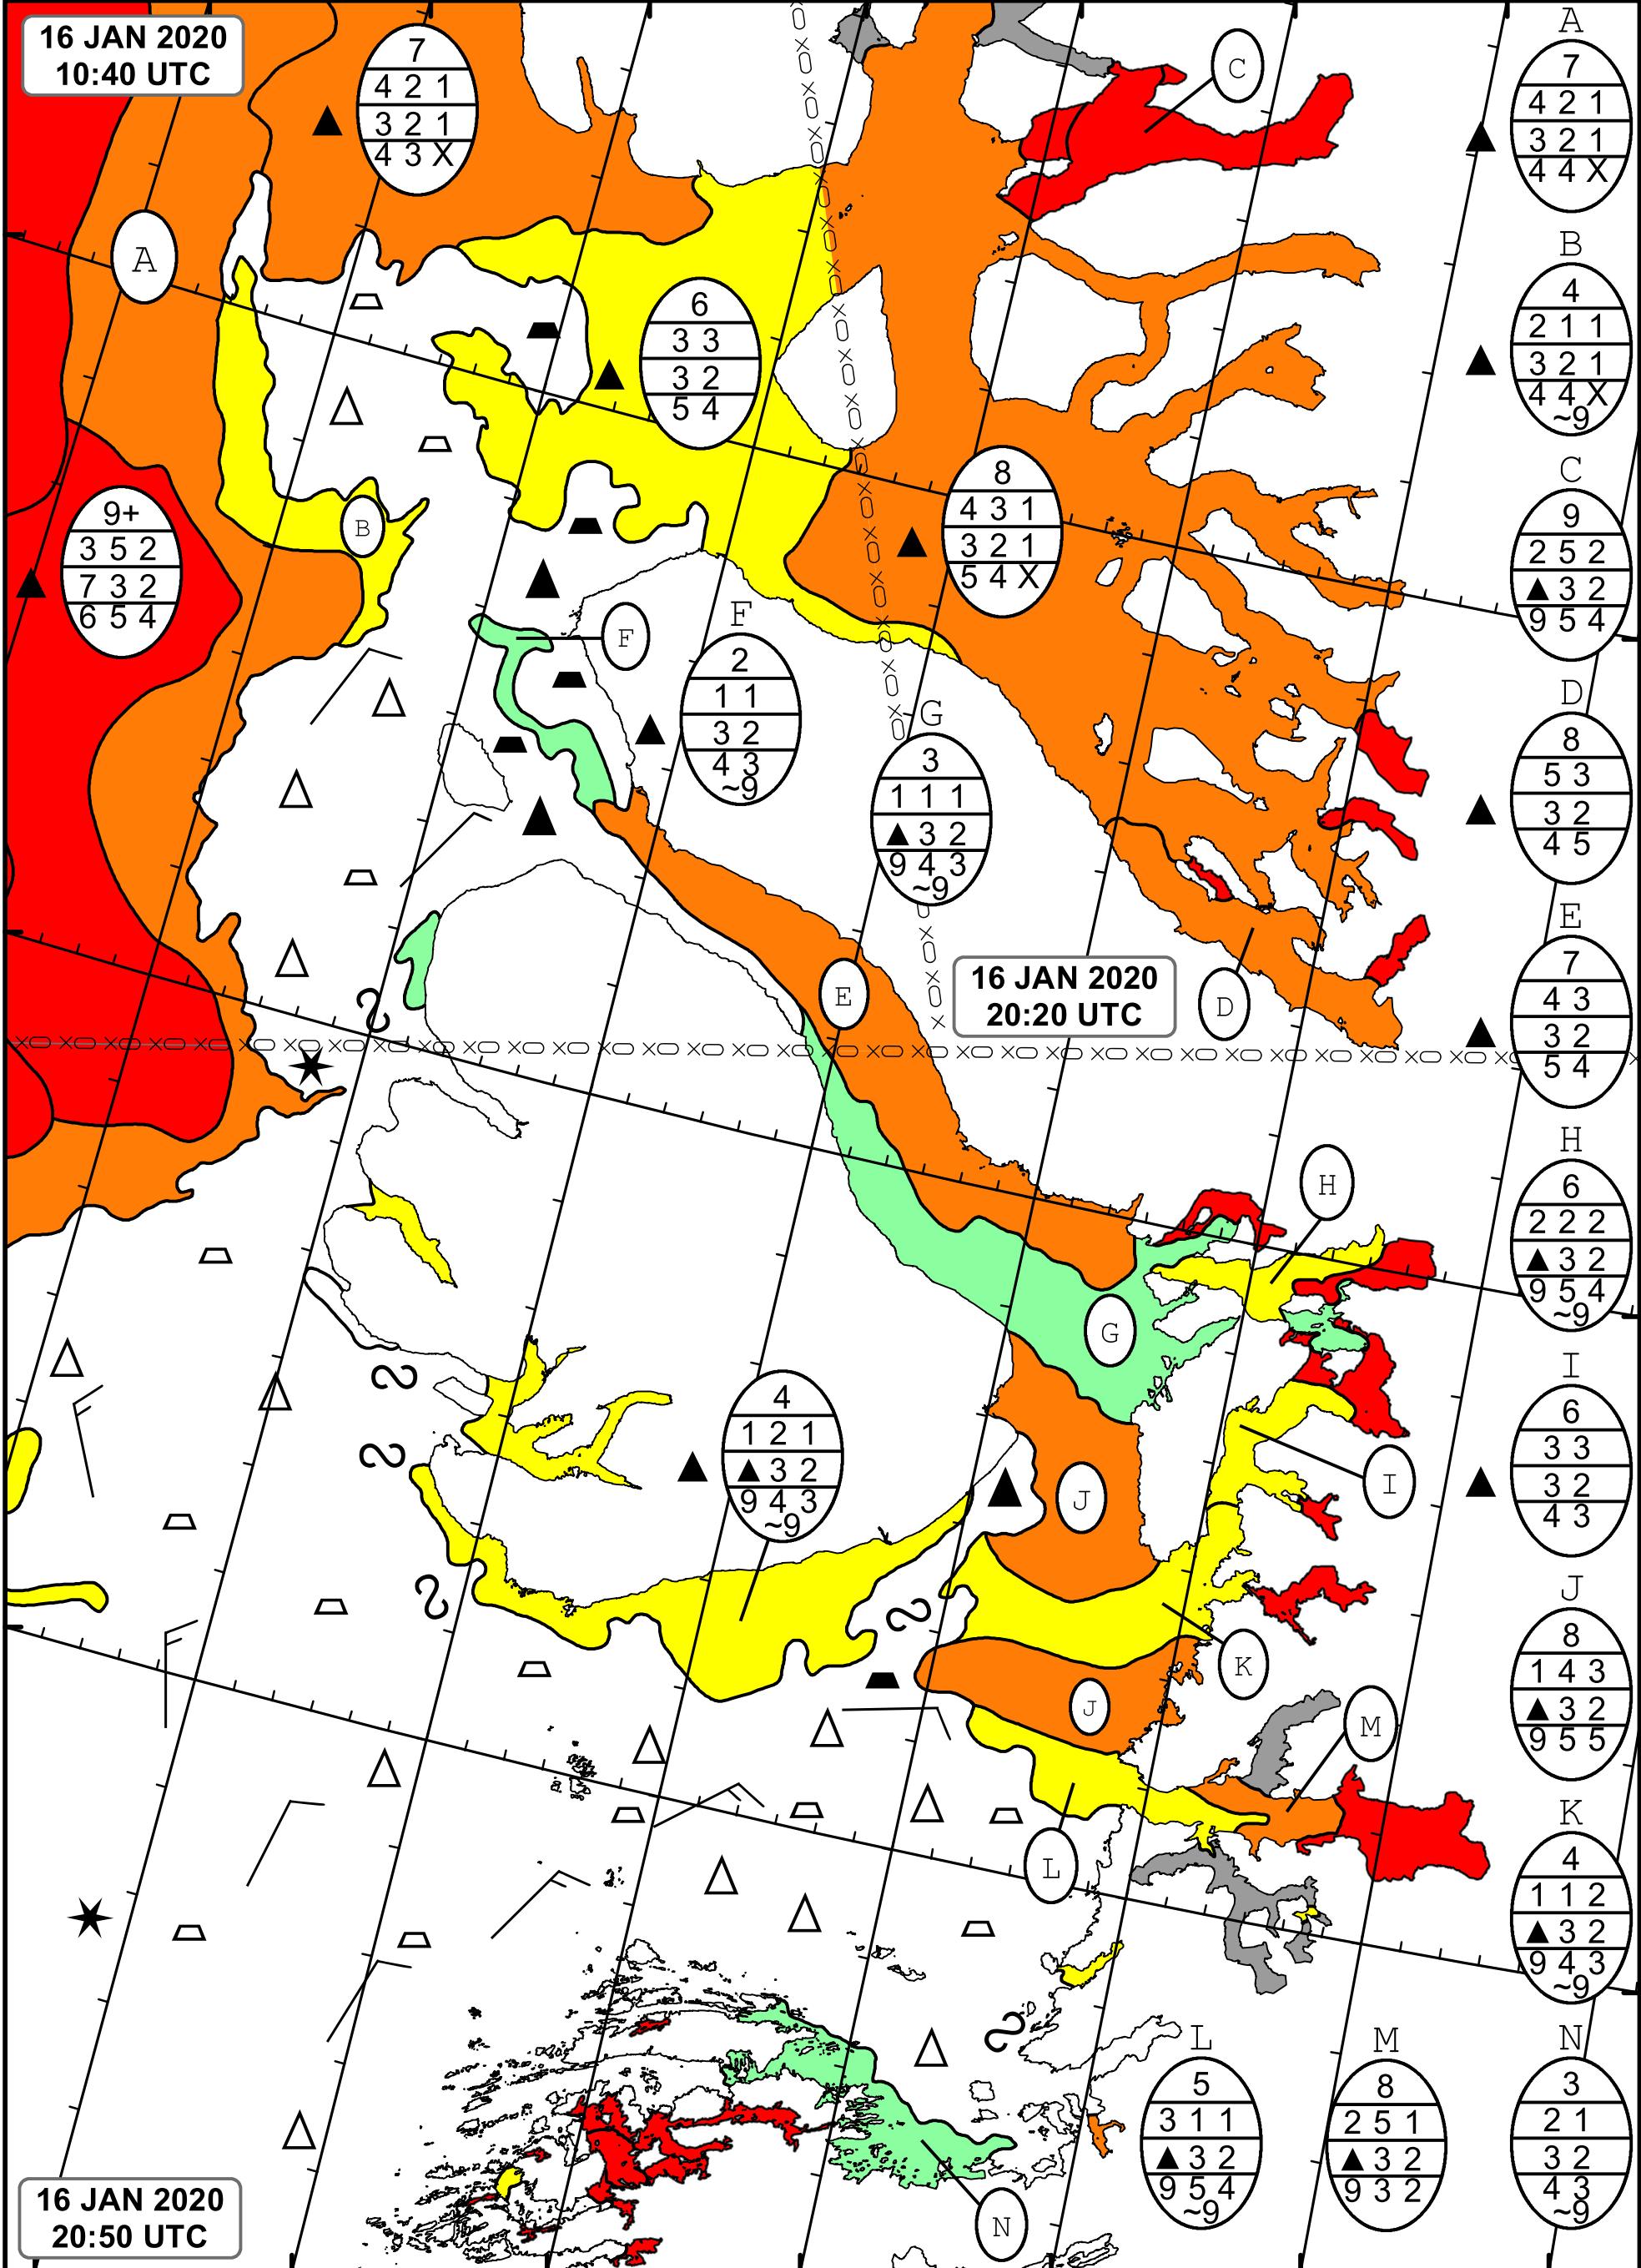 16 JAN 2020
10:40 UTC
7
4 2 1
3 2 1
4 3 X
C
A
7
4 2 1
3 2 1
4 4 X
A
B
4
2 1 1
3 2 1
4 4 X
~9
6
3 3
3 2
5 4
9+
3 5 2
7 3 2
6 5 4
B
8
4 3 1
3 2 1
5 4 X
C
9
2 5 2
▲ 3 2
9 5 4
F
F
2
1 1
3 2
4 3
~9
G
3
1 1 1
▲ 3 2
9 4 3
~9
D
8
5 3
3 2
4 5
E
16 JAN 2020
20:20 UTC
D
E
7
4 3
3 2
5 4
H
H
6
2 2 2
▲ 3 2
9 5 4
~9
G
4
1 2 1
▲ 3 2
9 4 3
~9
J
I
I
6
3 3
3 2
4 3
K
J
J
8
1 4 3
▲ 3 2
9 5 5
M
L
K
4
1 1 2
▲ 3 2
9 4 3
~9
L
5
3 1 1
▲ 3 2
9 5 4
~9
M
8
2 5 1
▲ 3 2
9 3 2
N
3
2 1
3 2
4 3
~9
N
16 JAN 2020
20:50 UTC